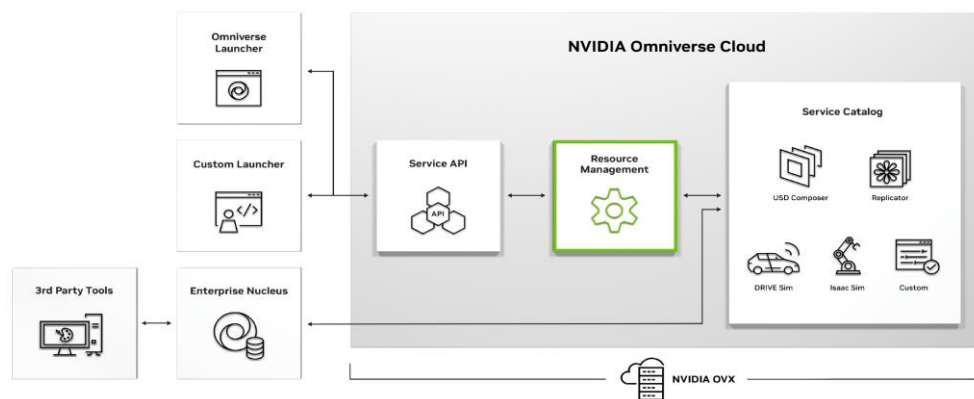 Omniverse
Launcher
NVIDIA Omniverse Cloud
Custom Launcher
</>
Service API
API
Resource
Management
Service Catalog
USD Composer
Replicator
DRIVE Sim
Isaac Sim
Custom
3rd Party Tools
Enterprise Nucleus
NVIDIA OVX